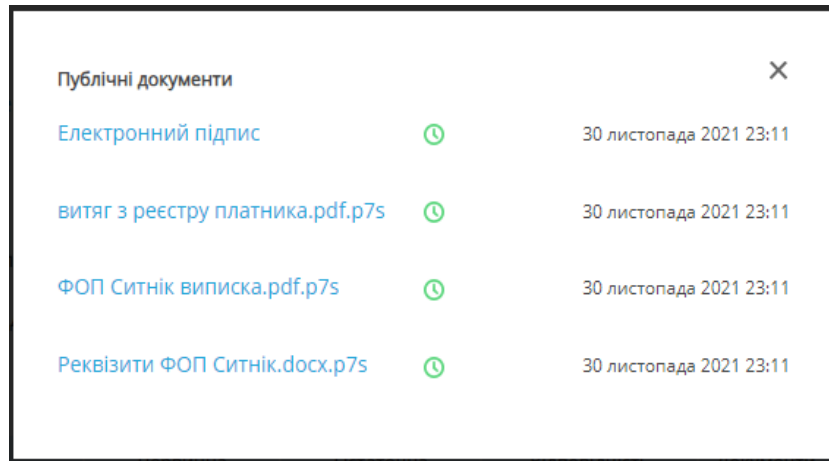 Публічні документи
Електронний підпис 30 листопада 2021 23:11
витяг з реєстру платника.pdf.p7s 30 листопада 2021 23:11
ФОП Ситнік виписка.pdf.p7s 30 листопада 2021 23:11
Реквізити ФОП Ситнік.docx.p7s 30 листопада 2021 23:11